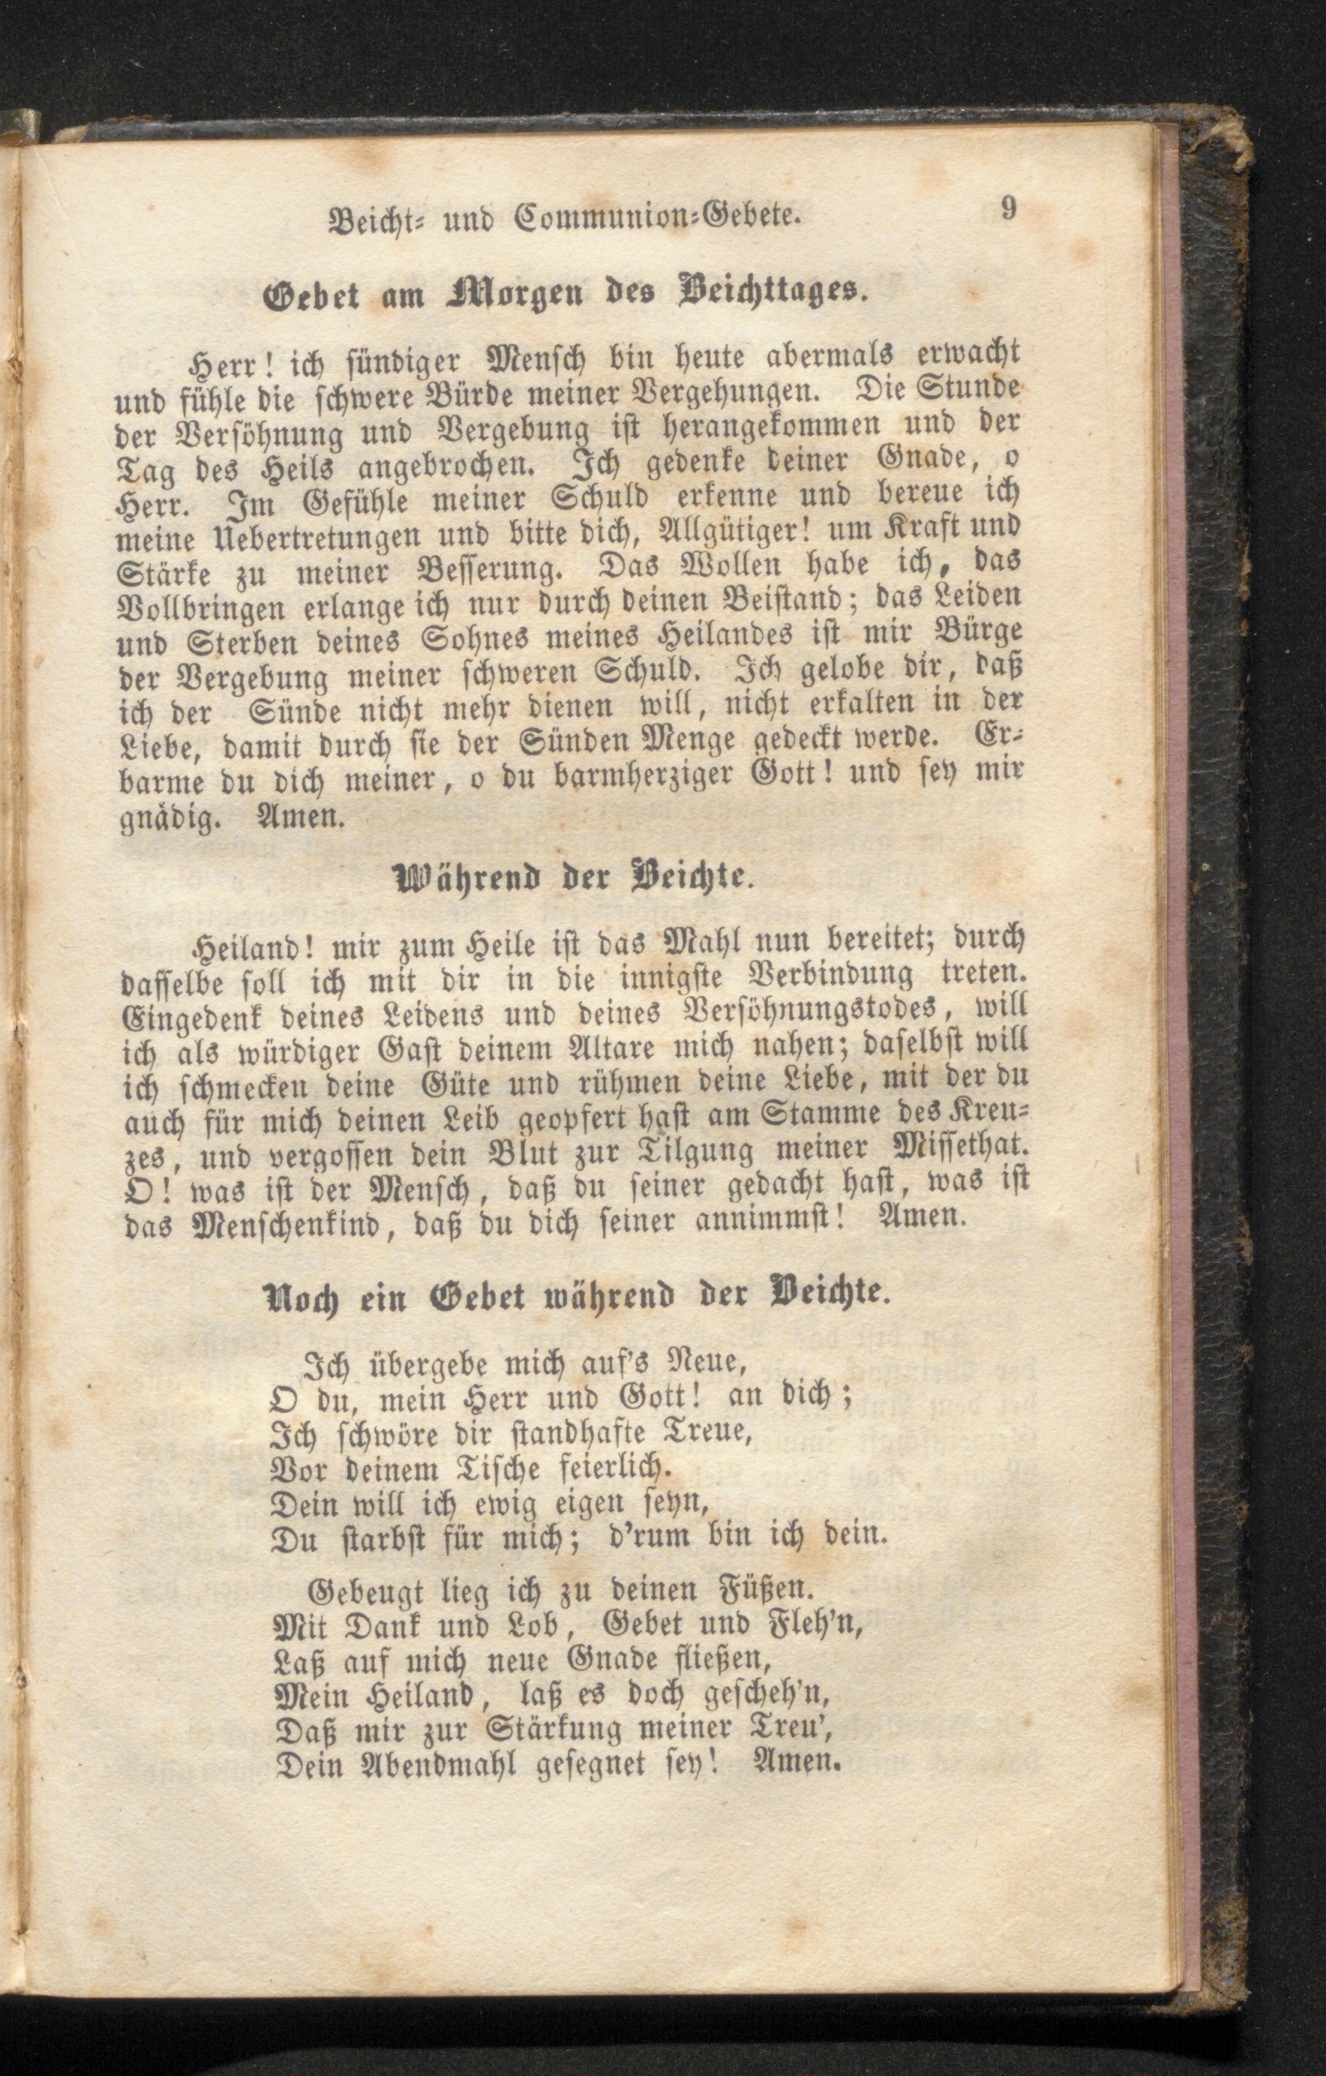 Beicht- und Communion-Gebete. 9
Gebet am Morgen des Beichttages.
Herr! ich sündiger Mensch bin heute abermals erwacht
und fühle die schwere Bürde meiner Vergehungen. Die Stunde
der Versöhnung und Vergebung ist herangekommen und der
Tag des Heils angebrochen. Ich gedenke deiner Gnade, o
Herr. Im Gefühle meiner Schuld erkenne und bereue ich
meine Uebertretungen und bitte dich, Allgütiger! um Kraft und
Stärke zu meiner Besserung. Das Wollen habe ich, das
Vollbringen erlange ich nur durch deinen Beistand; das Leiden
und Sterben deines Sohnes meines Heilandes ist mir Bürge
der Vergebung meiner schweren Schuld. Ich gelobe dir, daß
ich der Sünde nicht mehr dienen will, nicht erkalten in der
Liebe, damit durch sie der Sünden Menge gedeckt werde. Er-
barme du dich meiner, o du barmherziger Gott! und sey mir
gnädig. Amen.
Während der Beichte.
Heiland! mir zum Heile ist das Mahl nun bereitet; durch
dasselbe soll ich mit dir in die innigste Verbindung treten.
Eingedenk deines Leidens und deines Versöhnungstodes, will
ich als würdiger Gast deinem Altare mich nahen; daselbst will
ich schmecken deine Güte und rühmen deine Liebe, mit der du
auch für mich deinen Leib geopfert hast am Stamme des Kreu-
zes, und vergossen dein Blut zur Tilgung meiner Missethat.
O! was ist der Mensch, daß du seiner gedacht hast, was ist
das Menschenkind, daß du dich seiner annimmst! Amen.
Noch ein Gebet während der Beichte.
Ich übergebe mich auf's Neue,
O du, mein Herr und Gott! an dich;
Ich schwöre dir standhafte Treue,
Vor deinem Tische feierlich.
Dein will ich ewig eigen seyn,
Du starbst für mich; d'rum bin ich dein.
Gebeugt lieg ich zu deinen Füßen.
Mit Dank und Lob, Gebet und Fleh'n,
Laß auf mich neue Gnade fließen,
Mein Heiland, laß es doch gescheh'n,
Daß mir zur Stärkung meiner Treu',
Dein Abendmahl gesegnet sey! Amen.